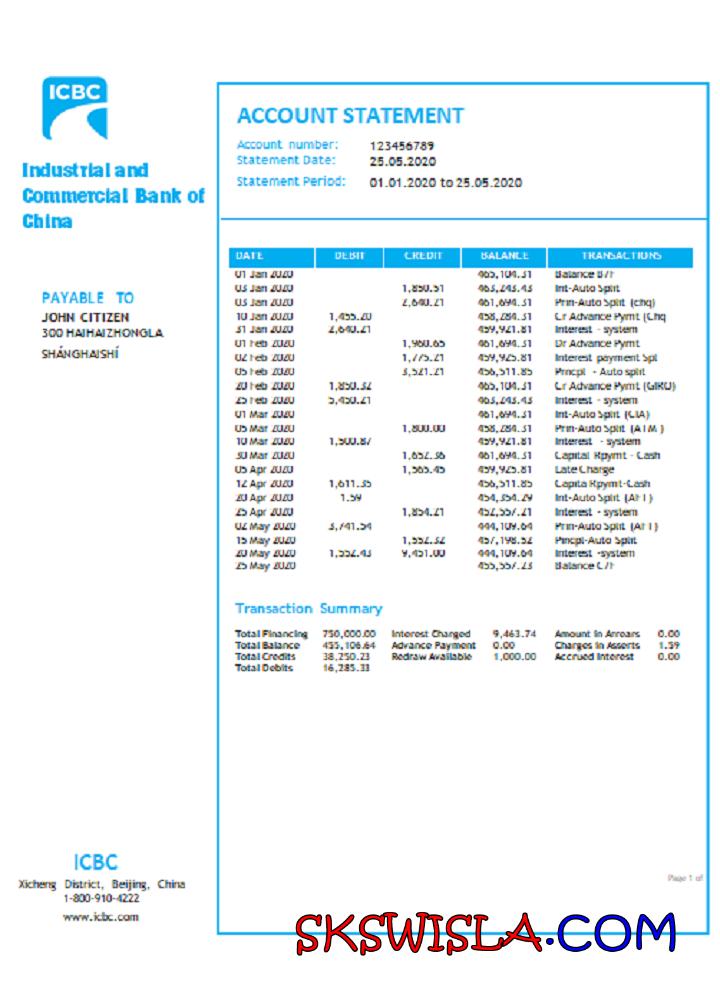 ICBC
Industrial and
Commercial Bank of
China
PAYABLE TO
JOHN CITIZEN
300 HAIHAIZHONGLA
SHÁNGHAISHÍ
ACCOUNT STATEMENT
Account number: 123456789
Statement Date: 25.05.2020
Statement Period: 01.01.2020 to 25.05.2020
DATE DEBIT CREDIT BALANCE TRANSACTIONS
01 Jan 2020 465,104.31 Balance B/F
03 Jan 2020 1,850.51 463,243.43 Int-Auto Split
03 Jan 2020 2,640.21 461,694.31 Prin-Auto Split (chq)
10 Jan 2020 1,455.20 458,284.31 Cr Advance Pymt (Chq
31 Jan 2020 2,640.21 459,921.81 Interest - system
01 Feb 2020 1,960.65 461,694.31 Dr Advance Pymt
02 Feb 2020 1,775.21 459,925.81 Interest payment Spl
05 Feb 2020 3,521.21 456,511.85 Princpl - Auto split
20 Feb 2020 1,850.32 465,104.31 Cr Advance Pymt (GIRO)
25 Feb 2020 5,450.21 463,243.43 Interest - system
01 Mar 2020 461,694.31 Int-Auto Split (CIA)
05 Mar 2020 1,800.00 458,284.31 Prin-Auto Split (ATM )
10 Mar 2020 1,500.87 459,921.81 Interest - system
30 Mar 2020 1,652.36 461,694.31 Capital Rpymt - Cash
05 Apr 2020 1,565.45 459,925.81 Late Charge
12 Apr 2020 1,611.35 456,511.85 Capita Rpymt-Cash
20 Apr 2020 1.59 454,354.29 Int-Auto Split (AFT)
25 Apr 2020 1,854.21 452,557.21 Interest - system
02 May 2020 3,741.54 444,109.64 Prin-Auto Split (AFT)
15 May 2020 1,552.32 457,198.52 Pincpl-Auto Split
20 May 2020 1,552.43 9,451.00 444,109.64 Interest -system
25 May 2020 455,557.23 Balance C/F
Transaction Summary
Total Financing 750,000.00 Interest Charged 9,463.74 Amount in Arrears 0.00
Total Balance 455,106.64 Advance Payment 0.00 Charges in Asserts 1.59
Total Credits 38,250.23 Redraw Available 1,000.00 Accrued Interest 0.00
Total Debits 16,285.33
ICBC
Xicheng District, Beijing, China
1-800-910-4222
www.icbc.com
Page 1 of
SKSWISLA.COM